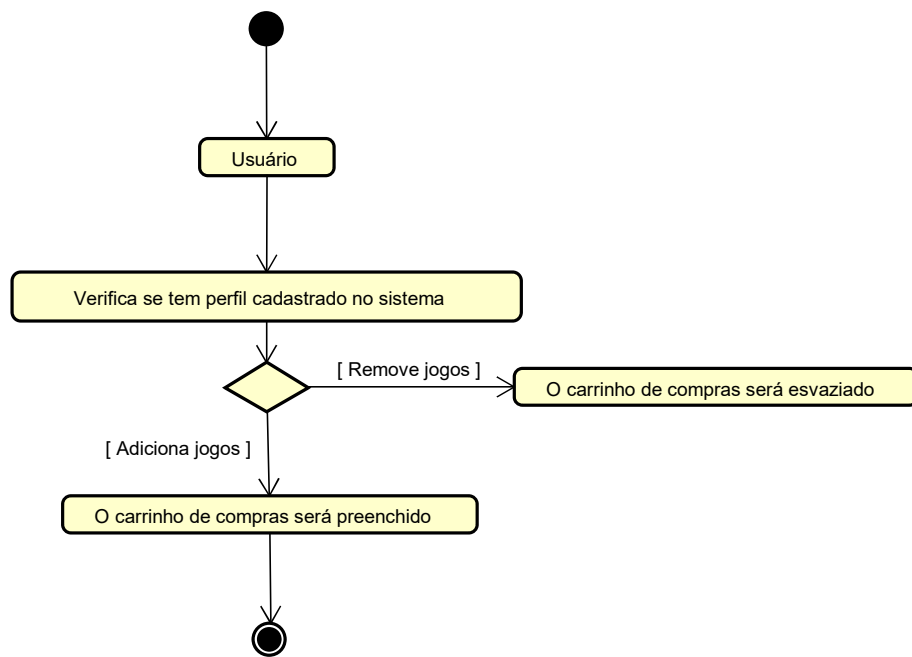 Usuário
Verifica se tem perfil cadastrado no sistema
[ Remove jogos ]
O carrinho de compras será esvaziado
[ Adiciona jogos ]
O carrinho de compras será preenchido